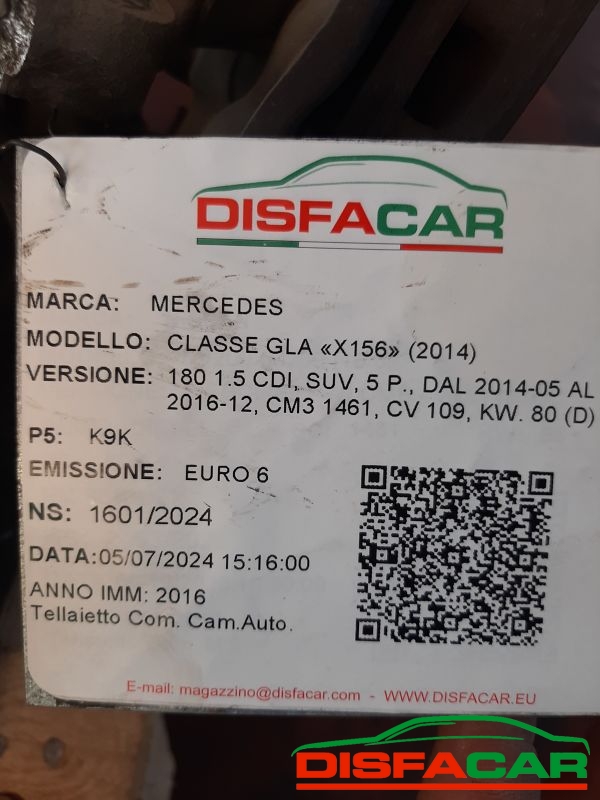 DISFACAR
MARCA: MERCEDES
MODELLO: CLASSE GLA «X156» (2014)
VERSIONE: 180 1.5 CDI, SUV, 5 P., DAL 2014-05 AL
2016-12, CM3 1461, CV 109, KW. 80 (D)
P5: K9K
EMISSIONE: EURO 6
NS: 1601/2024
DATA:05/07/2024 15:16:00
ANNO IMM: 2016
Tellaietto Com. Cam.Auto.
E-mail: magazzino@disfacar.com - WWW.DISFACAR.EU
DISFACAR